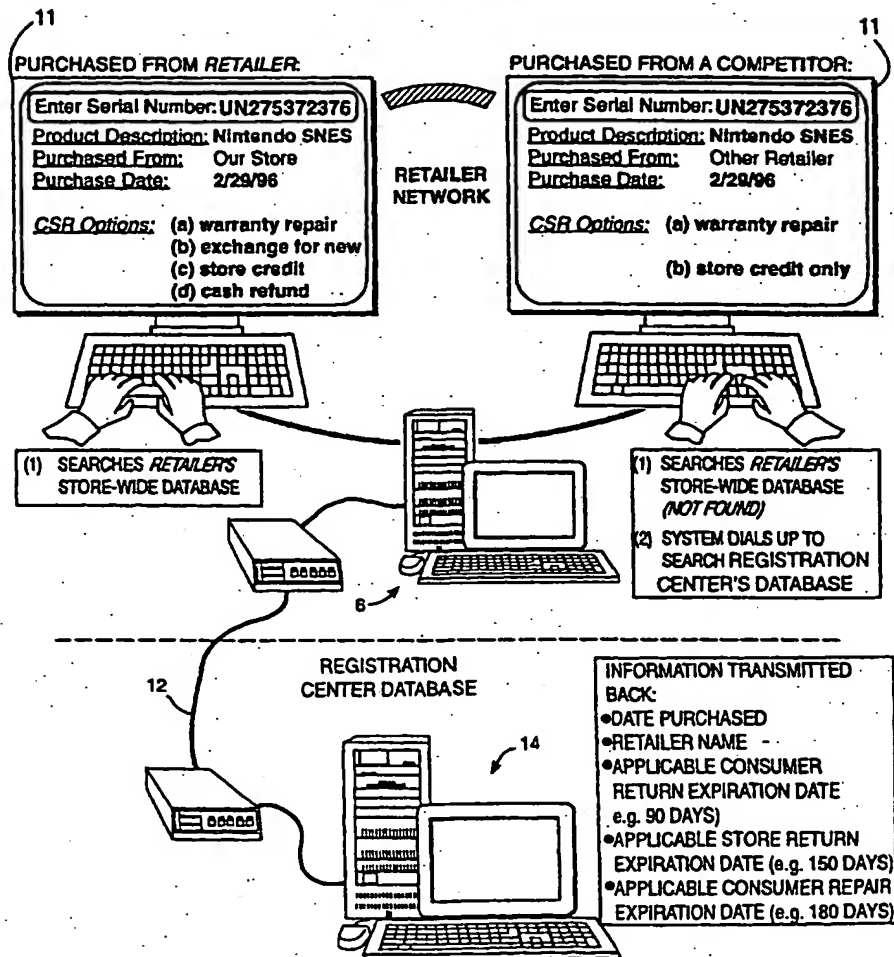 11
11
PURCHASED FROM RETAILER:
Enter Serial Number: UN275372376
Product Description: Nintendo SNES
Purchased From: Our Store
Purchase Date: 2/29/96
CSR Options: (a) warranty repair
(b) exchange for new
(c) store credit
(d) cash refund
RETAILER
NETWORK
PURCHASED FROM A COMPETITOR:
Enter Serial Number: UN275372376
Product Description: Nintendo SNES
Purchased From: Other Retailer
Purchase Date: 2/29/96
CSR Options: (a) warranty repair
(b) store credit only
(1) SEARCHES RETAILER'S
STORE-WIDE DATABASE
(1) SEARCHES RETAILER'S
STORE-WIDE DATABASE
(NOT FOUND)
(2) SYSTEM DIALS UP TO
SEARCH REGISTRATION
CENTER'S DATABASE
6
12
REGISTRATION
CENTER DATABASE
14
INFORMATION TRANSMITTED
BACK:
•DATE PURCHASED
•RETAILER NAME -
•APPLICABLE CONSUMER
RETURN EXPIRATION DATE
e.g. 90 DAYS)
•APPLICABLE STORE RETURN
EXPIRATION DATE (e.g. 150 DAYS)
•APPLICABLE CONSUMER REPAIR
EXPIRATION DATE (e.g. 180 DAYS)